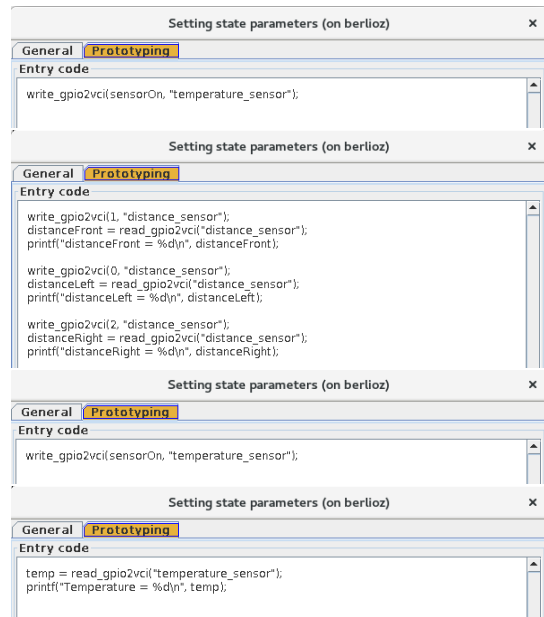 Setting state parameters (on berlioz) ×
General Prototyping
Entry code
write_gpio2vci(sensorOn, "temperature_sensor");
Setting state parameters (on berlioz) ×
General Prototyping
Entry code
write_gpio2vci(1, "distance_sensor");
distanceFront = read_gpio2vci("distance_sensor");
printf("distanceFront = %d\n", distanceFront);
write_gpio2vci(0, "distance_sensor");
distanceLeft = read_gpio2vci("distance_sensor");
printf("distanceLeft = %d\n", distanceLeft);
write_gpio2vci(2, "distance_sensor");
distanceRight = read_gpio2vci("distance_sensor");
printf("distanceRight = %d\n", distanceRight);
Setting state parameters (on berlioz) ×
General Prototyping
Entry code
write_gpio2vci(sensorOn, "temperature_sensor");
Setting state parameters (on berlioz) ×
General Prototyping
Entry code
temp = read_gpio2vci("temperature_sensor");
printf("Temperature = %d\n", temp);